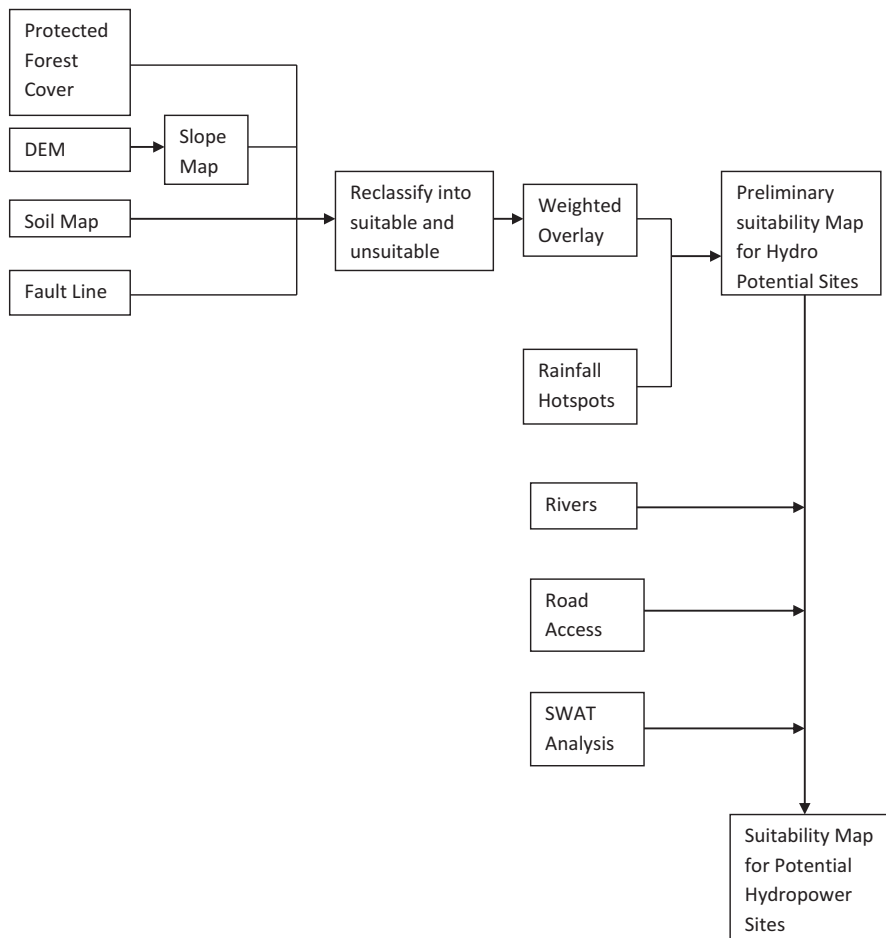 Protected
Forest
Cover
DEM
Slope
Map
Soil Map
Fault Line
Reclassify into
suitable and
unsuitable
Weighted
Overlay
Rainfall
Hotspots
Preliminary
suitability Map
for Hydro
Potential Sites
Rivers
Road
Access
SWAT
Analysis
Suitability Map
for Potential
Hydropower
Sites